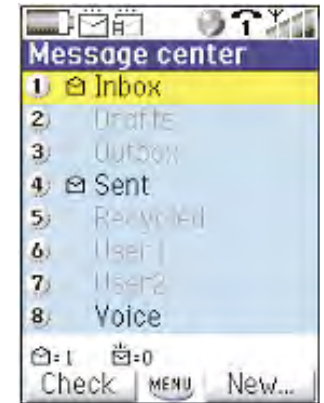 1
Message center
1) Inbox
2) Drafts
3) Outbox
4) Sent
5) Recycled
6) User1
7) User2
8) Voice
=1 =0
Check MENU New...